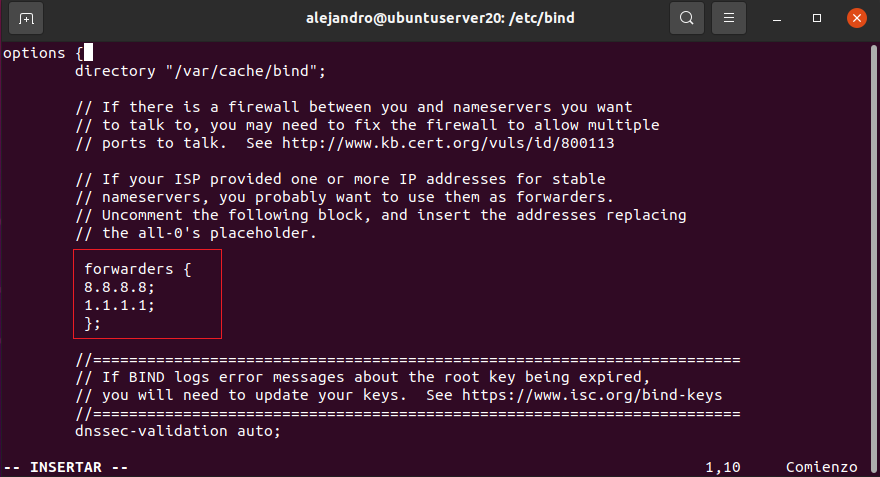 alejandro@ubuntuserver20: /etc/bind
options {
directory "/var/cache/bind";
// If there is a firewall between you and nameservers you want
// to talk to, you may need to fix the firewall to allow multiple
// ports to talk.  See http://www.kb.cert.org/vuls/id/800113
// If your ISP provided one or more IP addresses for stable
// nameservers, you probably want to use them as forwarders.
// Uncomment the following block, and insert the addresses replacing
// the all-0's placeholder.
forwarders {
8.8.8.8;
1.1.1.1;
};
//========================================================================
// If BIND logs error messages about the root key being expired,
// you will need to update your keys.  See https://www.isc.org/bind-keys
//========================================================================
dnssec-validation auto;
-- INSERTAR -- 1,10 Comienzo